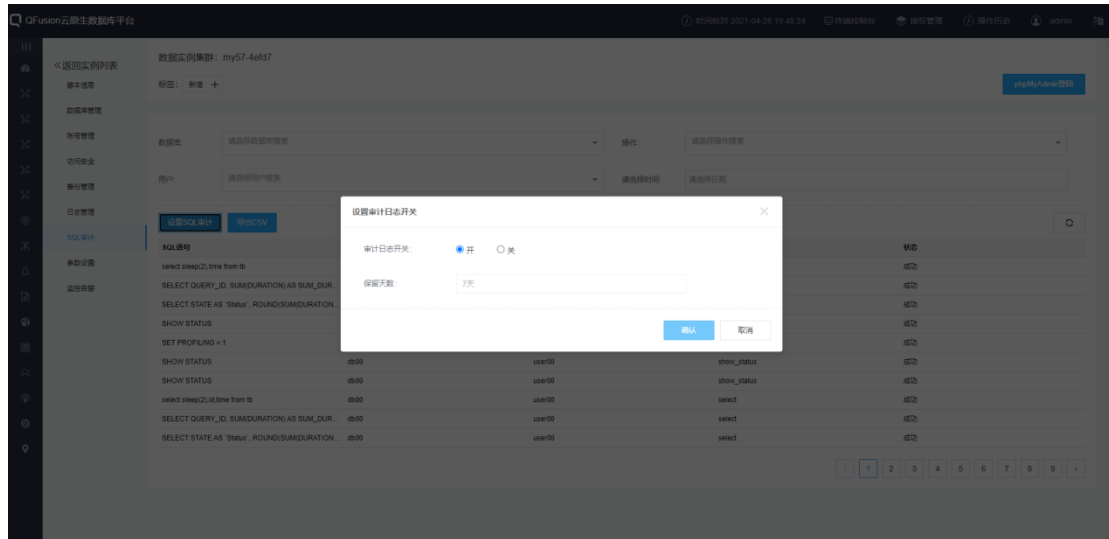 QFusion云原生数据库平台 时间校对 2021-04-26 19:48:24 终端控制台 授权管理 操作历史 admin
《返回实例列表
基本信息
数据库管理
账号管理
访问安全
备份管理
日志管理
SQL审计
参数设置
监控告警
数据实例集群: my57-4efd7
标签: 新增 +
phpMyAdmin登陆
数据库: 请选择数据库搜索 操作: 请选择操作搜索
用户: 请选择用户搜索 请选择时间 请选择日期
设置SQL审计 导出CSV
设置审计日志开关
审计日志开关: 开 关
保留天数: 7天
确认 取消
SQL语句 状态
select sleep(2),time from tb 成功
SELECT QUERY_ID, SUM(DURATION) AS SUM_DUR... 成功
SELECT STATE AS `Status`, ROUND(SUM(DURATION... 成功
SHOW STATUS 成功
SET PROFILING = 1 成功
SHOW STATUS db00 user00 show_status 成功
SHOW STATUS db00 user00 show_status 成功
select sleep(2),id,time from tb db00 user00 select 成功
SELECT QUERY_ID, SUM(DURATION) AS SUM_DUR... db00 user00 select 成功
SELECT STATE AS `Status`, ROUND(SUM(DURATION... db00 user00 select 成功
1 2 3 4 5 6 7 8 9